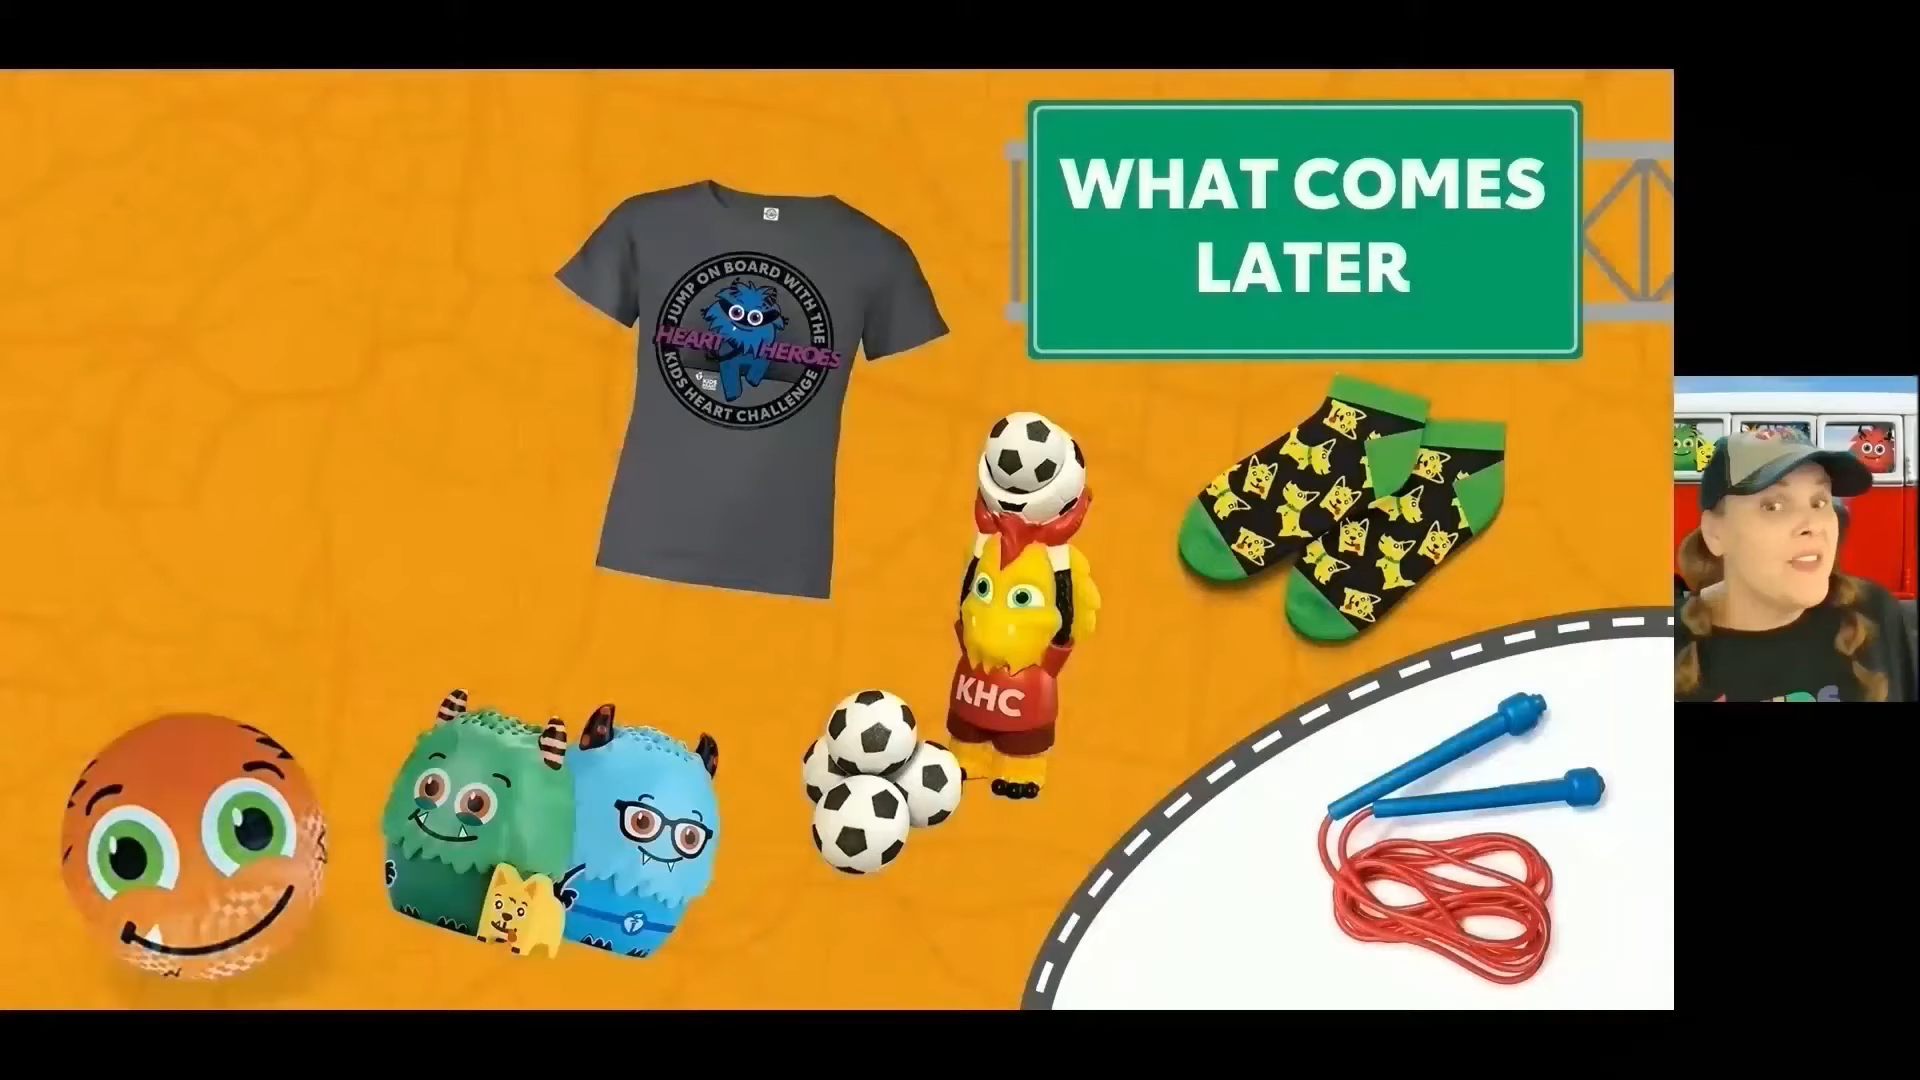 WHAT COMES
LATER
JUMP ON BOARD WITH THE
HEART HEROES
KIDS HEART CHALLENGE
KHC